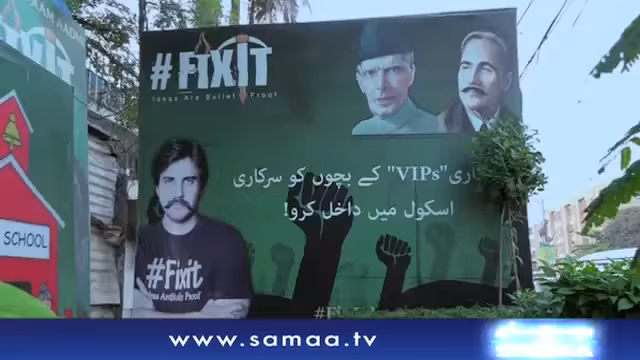 #FIXIT
Ideas Are Bullet Proof
"VIPs" کے بچوں کو سرکاری
اسکول میں داخل کرو!
#Fixit
SCHOOL
www.samaa.tv